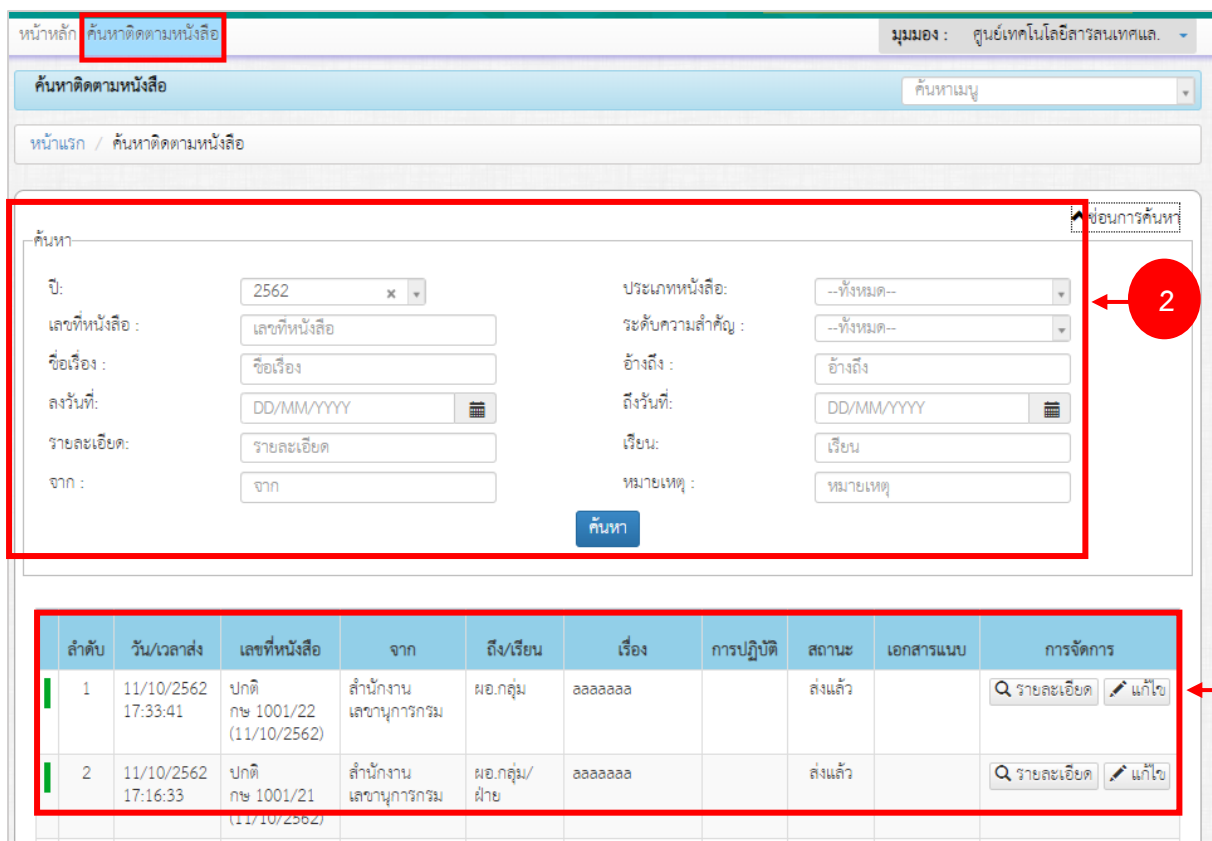 หน้าหลัก ค้นหาติดตามหนังสือ มุมมอง : ศูนย์เทคโนโลยีสารสนเทศแล.
ค้นหาติดตามหนังสือ ค้นหาเมนู
หน้าแรก / ค้นหาติดตามหนังสือ
ซ่อนการค้นหา
ค้นหา
ปี: 2562 x ประเภทหนังสือ: --ทั้งหมด--
2
เลขที่หนังสือ : เลขที่หนังสือ ระดับความสำคัญ : --ทั้งหมด--
ชื่อเรื่อง : ชื่อเรื่อง อ้างถึง : อ้างถึง
ลงวันที่: DD/MM/YYYY ถึงวันที่: DD/MM/YYYY
รายละเอียด: รายละเอียด เรียน: เรียน
จาก : จาก หมายเหตุ : หมายเหตุ
ค้นหา
ลำดับ วัน/เวลาส่ง เลขที่หนังสือ จาก ถึง/เรียน เรื่อง การปฏิบัติ สถานะ เอกสารแนบ การจัดการ
1 11/10/2562 ปกติ สำนักงาน ผอ.กลุ่ม aaaaaaa ส่งแล้ว รายละเอียด แก้ไข
17:33:41 กษ 1001/22 เลขานุการกรม
(11/10/2562)
2 11/10/2562 ปกติ สำนักงาน ผอ.กลุ่ม/ aaaaaaa ส่งแล้ว รายละเอียด แก้ไข
17:16:33 กษ 1001/21 เลขานุการกรม ฝ่าย
(11/10/2562)